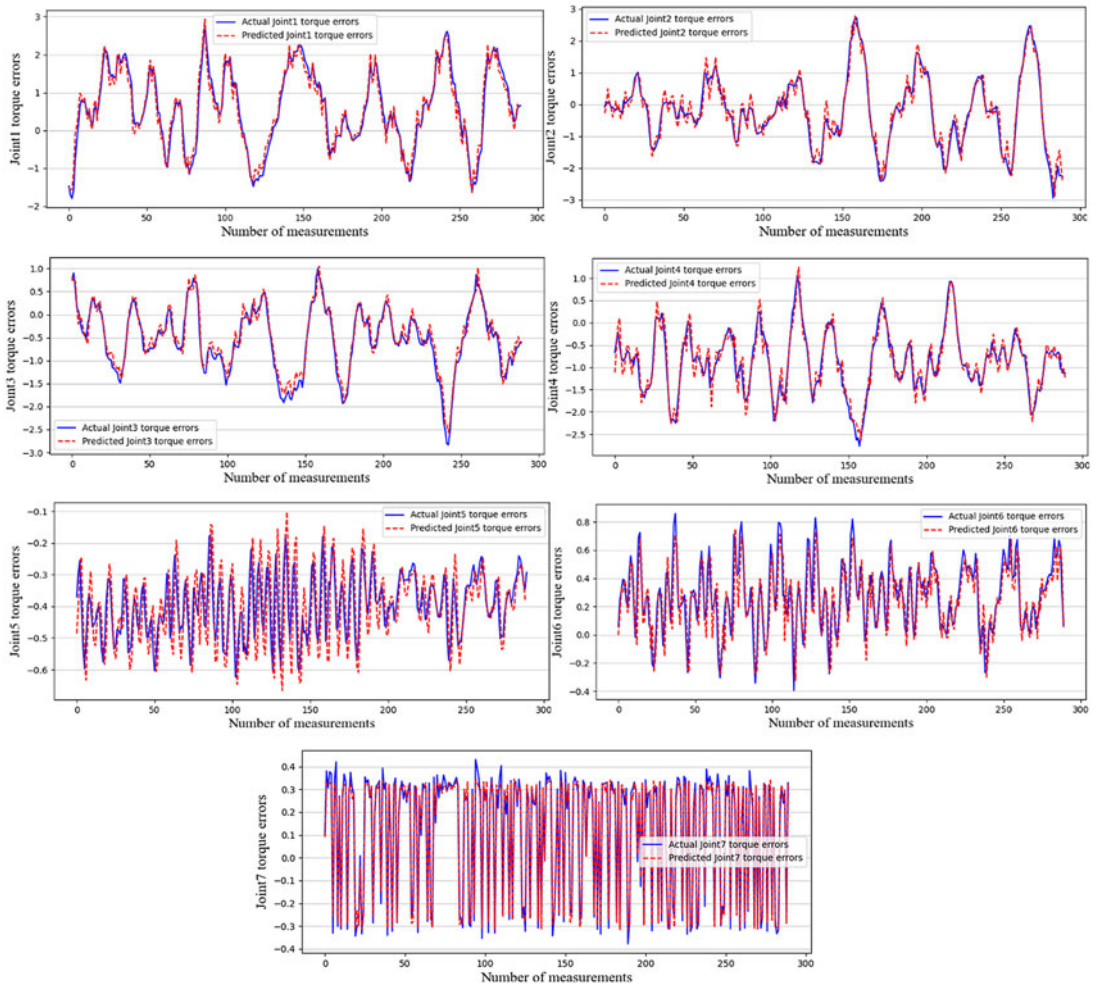 Actual Joint1 torque errors
Predicted Joint1 torque errors
3
2
1
0
−1
−2
0 50 100 150 200 250 300
Joint1 torque errors
Number of measurements
Actual Joint2 torque errors
Predicted Joint2 torque errors
3
2
1
0
−1
−2
−3
0 50 100 150 200 250 300
Joint2 torque errors
Number of measurements
1.0
0.5
0.0
−0.5
−1.0
−1.5
−2.0
−2.5
−3.0
Actual Joint3 torque errors
Predicted Joint3 torque errors
0 50 100 150 200 250 300
Joint3 torque errors
Number of measurements
Actual Joint4 torque errors
Predicted Joint4 torque errors
1.0
0.5
0.0
−0.5
−1.0
−1.5
−2.0
−2.5
0 50 100 150 200 250 300
Joint4 torque errors
Number of measurements
Actual Joint5 torque errors
Predicted Joint5 torque errors
−0.1
−0.2
−0.3
−0.4
−0.5
−0.6
0 50 100 150 200 250 300
Joint5 torque errors
Number of measurements
Actual Joint6 torque errors
Predicted Joint6 torque errors
0.8
0.6
0.4
0.2
0.0
−0.2
−0.4
0 50 100 150 200 250 300
Joint6 torque errors
Number of measurements
0.4
0.3
0.2
0.1
0.0
−0.1
−0.2
−0.3
−0.4
Actual Joint7 torque errors
Predicted Joint7 torque errors
0 50 100 150 200 250 300
Joint7 torque errors
Number of measurements